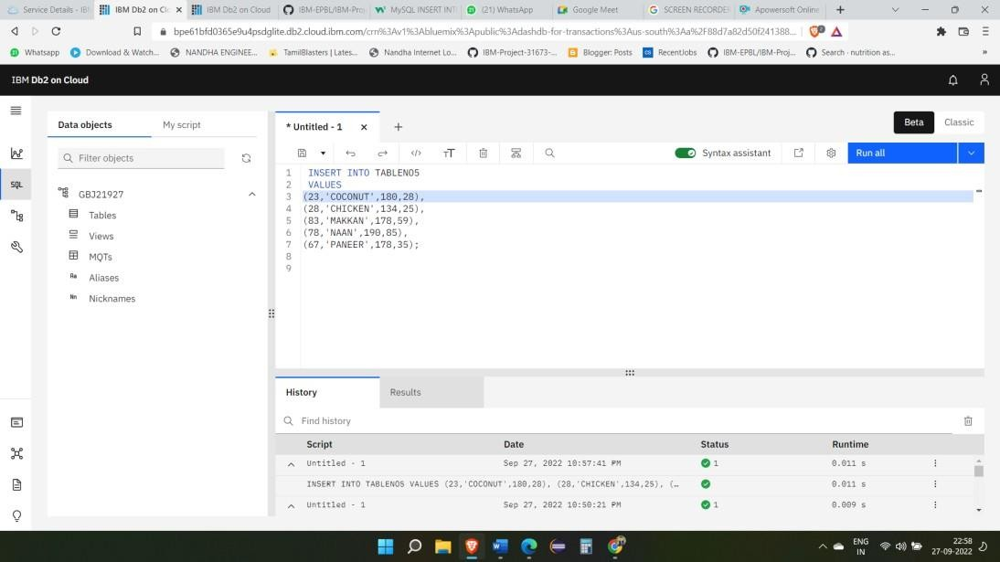 Service Details - IB
IBM Db2 on Clo
IBM Db2 on Cloud
IBM-EPBL/IBM-Proj
MySQL INSERT INT
(21) WhatsApp
Google Meet
SCREEN RECORDER
Apowersoft Online
bpe61bfd0365e9u4psdglite.db2.cloud.ibm.com/crn%3Av1%3Abluemix%3Apublic%3Adashdb-for-transactions%3Aus-south%3Aa%2F88d7a82d50f241388...
Whatsapp
Download & Watch...
NANDHA ENGINEE...
TamilBlasters | Lates...
Nandha Internet Lo...
IBM-Project-31673-...
Blogger: Posts
RecentJobs
IBM-EPBL/IBM-Proj...
Search · nutrition as...
»
IBM Db2 on Cloud
Data objects
My script
* Untitled - 1
Beta
Classic
Filter objects
Syntax assistant
Run all
SQL
GBJ21927
Tables
Views
MQTs
Aliases
Nicknames
1 INSERT INTO TABLENO5
2 VALUES
3 (23,'COCONUT',180,28),
4 (28,'CHICKEN',134,25),
5 (83,'MAKKAN',178,59),
6 (78,'NAAN',190,85),
7 (67,'PANEER',178,35);
8
9
History
Results
Find history
Script Date Status Runtime
Untitled - 1 Sep 27, 2022 10:57:41 PM 1 0.011 s
INSERT INTO TABLENO5 VALUES (23,'COCONUT',180,28), (28,'CHICKEN',134,25), (… 0.011 s
Untitled - 1 Sep 27, 2022 10:50:21 PM 1 0.009 s
ENG
IN
22:58
27-09-2022